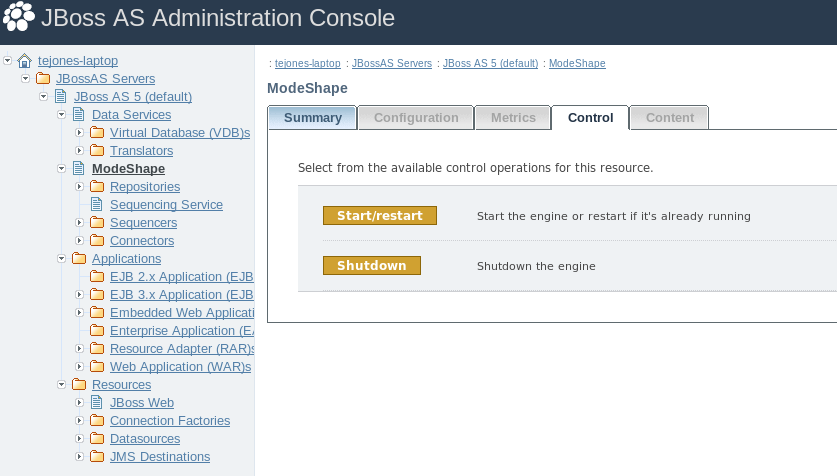 JBoss AS Administration Console
tejones-laptop
JBossAS Servers
JBoss AS 5 (default)
Data Services
Virtual Database (VDB)s
Translators
ModeShape
Repositories
Sequencing Service
Sequencers
Connectors
Applications
EJB 2.x Application (EJB
EJB 3.x Application (EJB
Embedded Web Applicati
Enterprise Application (EA
Resource Adapter (RAR)s
Web Application (WAR)s
Resources
JBoss Web
Connection Factories
Datasources
JMS Destinations
: tejones-laptop : JBossAS Servers : JBoss AS 5 (default) : ModeShape
ModeShape
Summary Configuration Metrics Control Content
Select from the available control operations for this resource.
Start/restart Start the engine or restart if it's already running
Shutdown Shutdown the engine